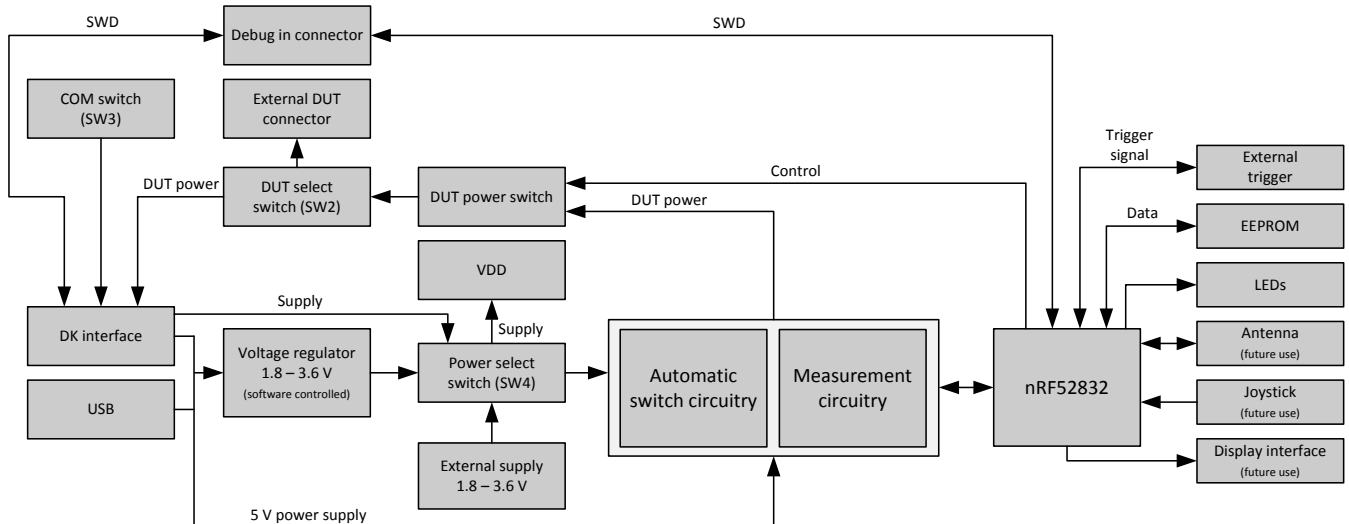 SWD
SWD
Debug in connector
COM switch
(SW3)
External DUT
connector
Trigger
signal
External
trigger
Control
DUT power
DUT select
switch (SW2)
DUT power switch
DUT power
Data
EEPROM
VDD
LEDs
Supply
Supply
DK interface
Voltage regulator
1.8 – 3.6 V
(software controlled)
Power select
switch (SW4)
Automatic
switch circuitry
Measurement
circuitry
nRF52832
Antenna
(future use)
USB
Joystick
(future use)
External supply
1.8 – 3.6 V
Display interface
(future use)
5 V power supply